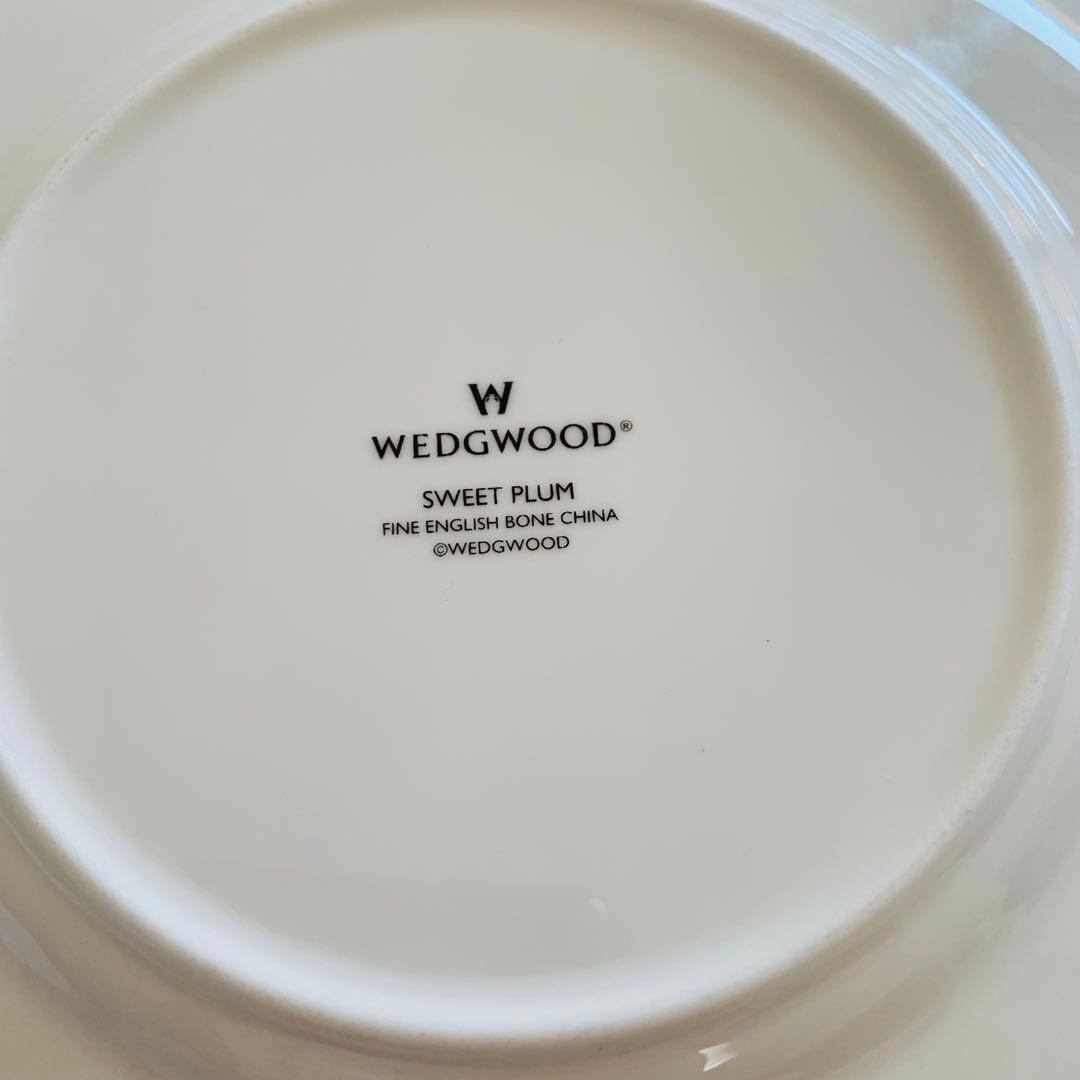 W
WEDGWOOD®
SWEET PLUM
FINE ENGLISH BONE CHINA
©WEDGWOOD